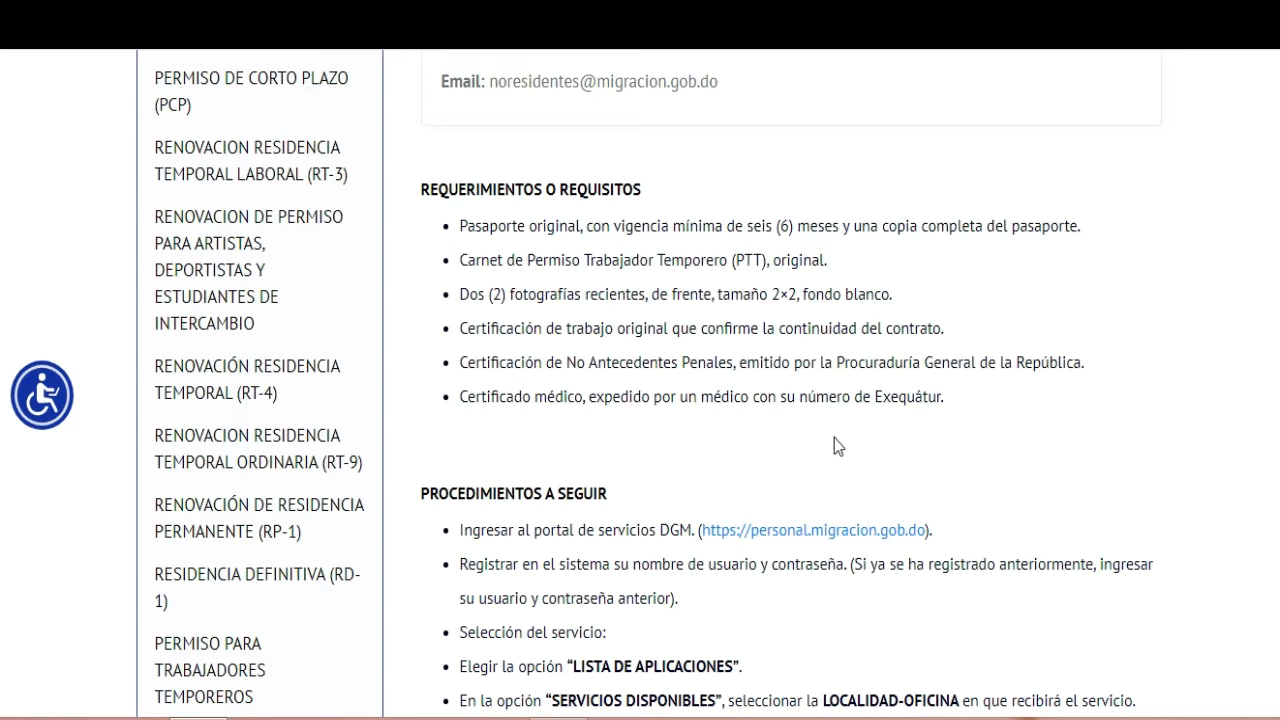 PERMISO DE CORTO PLAZO
(PCP)
RENOVACION RESIDENCIA
TEMPORAL LABORAL (RT-3)
RENOVACION DE PERMISO
PARA ARTISTAS,
DEPORTISTAS Y
ESTUDIANTES DE
INTERCAMBIO
RENOVACIÓN RESIDENCIA
TEMPORAL (RT-4)
RENOVACION RESIDENCIA
TEMPORAL ORDINARIA (RT-9)
RENOVACIÓN DE RESIDENCIA
PERMANENTE (RP-1)
RESIDENCIA DEFINITIVA (RD-
1)
PERMISO PARA
TRABAJADORES
TEMPOREROS
Email: noresidentes@migracion.gob.do
REQUERIMIENTOS O REQUISITOS
• Pasaporte original, con vigencia mínima de seis (6) meses y una copia completa del pasaporte.
• Carnet de Permiso Trabajador Temporero (PTT), original.
• Dos (2) fotografías recientes, de frente, tamaño 2×2, fondo blanco.
• Certificación de trabajo original que confirme la continuidad del contrato.
• Certificación de No Antecedentes Penales, emitido por la Procuraduría General de la República.
• Certificado médico, expedido por un médico con su número de Exequátur.
PROCEDIMIENTOS A SEGUIR
• Ingresar al portal de servicios DGM. (https://personal.migracion.gob.do).
• Registrar en el sistema su nombre de usuario y contraseña. (Si ya se ha registrado anteriormente, ingresar
su usuario y contraseña anterior).
• Selección del servicio:
• Elegir la opción “LISTA DE APLICACIONES”.
• En la opción “SERVICIOS DISPONIBLES”, seleccionar la LOCALIDAD-OFICINA en que recibirá el servicio.